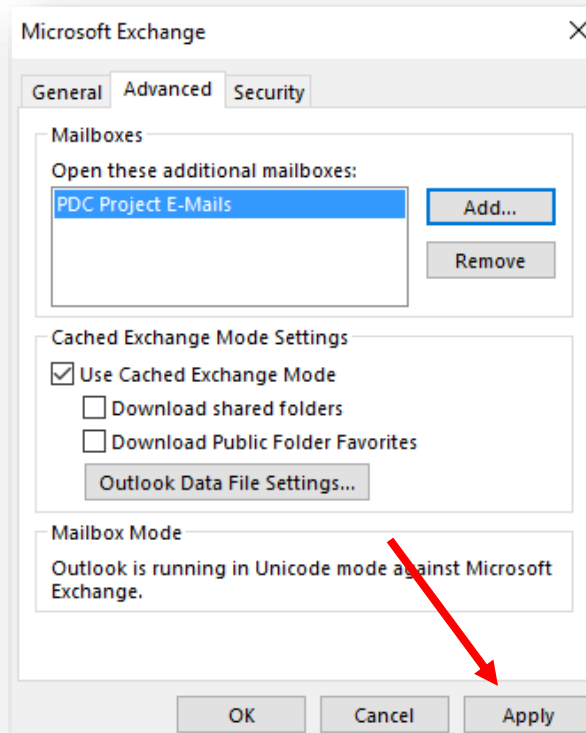 Microsoft Exchange
General Advanced Security
Mailboxes
Open these additional mailboxes:
PDC Project E-Mails
Add...
Remove
Cached Exchange Mode Settings
Use Cached Exchange Mode
Download shared folders
Download Public Folder Favorites
Outlook Data File Settings...
Mailbox Mode
Outlook is running in Unicode mode against Microsoft
Exchange.
OK Cancel Apply